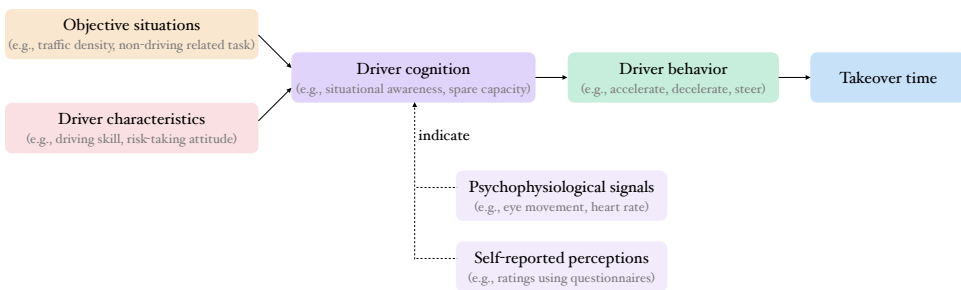 Objective situations
(e.g., traffic density, non-driving related task)
Driver characteristics
(e.g., driving skill, risk-taking attitude)
Driver cognition
(e.g., situational awareness, spare capacity)
Driver behavior
(e.g., accelerate, decelerate, steer)
Takeover time
indicate
Psychophysiological signals
(e.g., eye movement, heart rate)
Self-reported perceptions
(e.g., ratings using questionnaires)